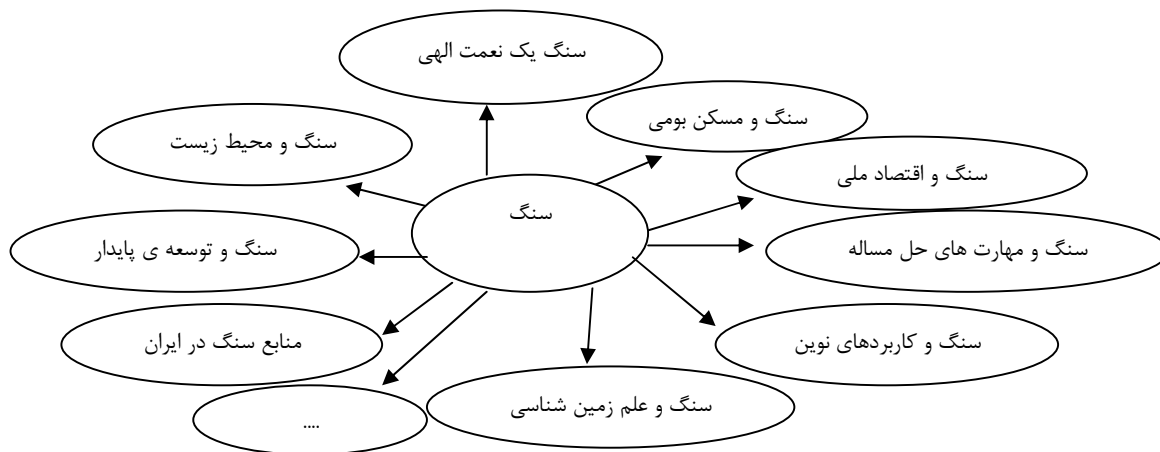 سنگ یک نعمت الهی
سنگ و مسکن بومی
سنگ و محیط زیست
سنگ و اقتصاد ملی
سنگ
سنگ و مهارت های حل مساله
سنگ و توسعه ی پایدار
سنگ و کاربردهای نوین
منابع سنگ در ایران
سنگ و علم زمین شناسی
....